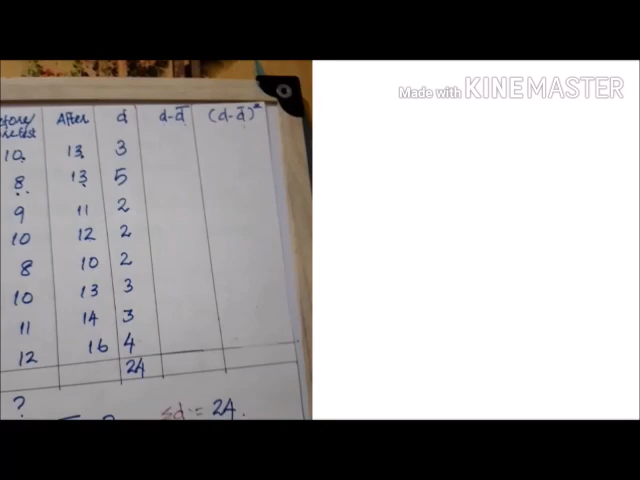 Made with KINEMASTER
After d d-d̅ (d-d̅)²
10 13 3
8 13 5
9 11 2
10 12 2
8 10 2
10 13 3
11 14 3
12 16 4
24
?
Σd = 24.